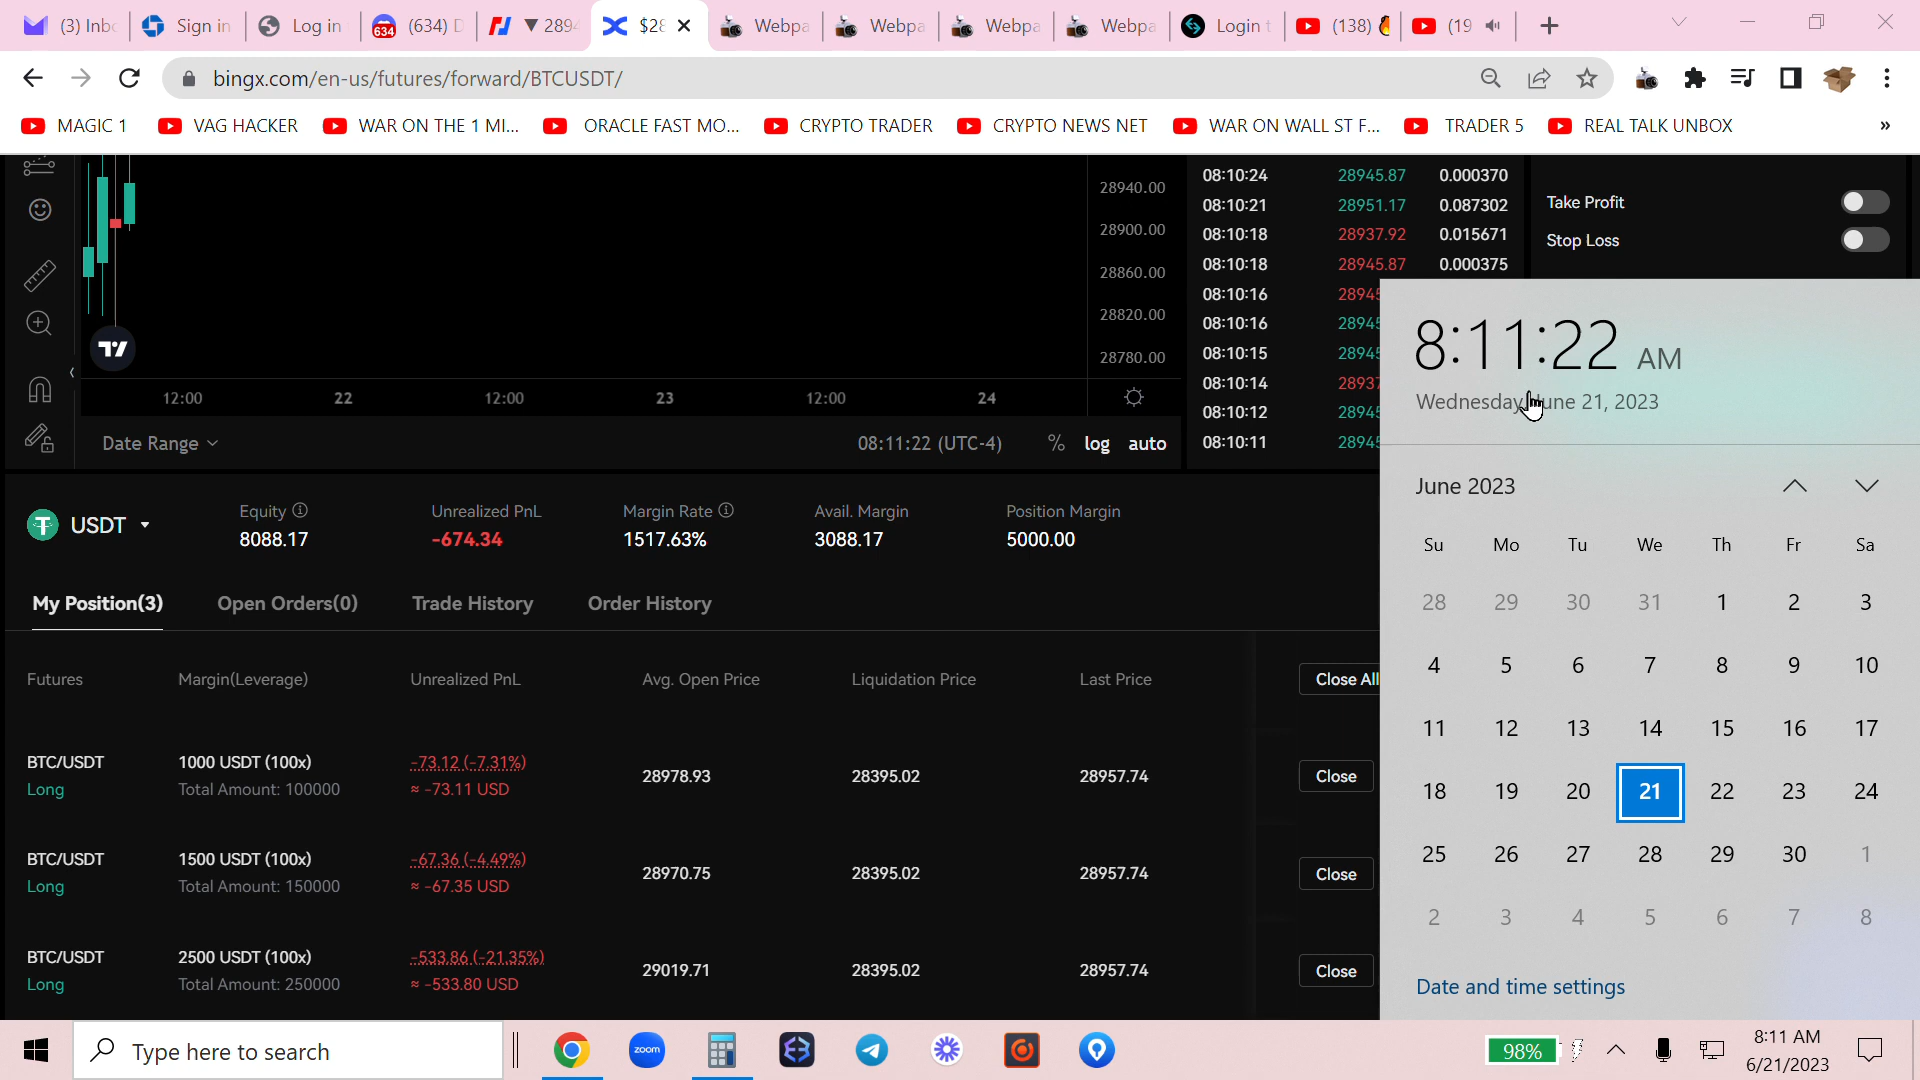 (3) Inbc
Sign in
Log in
(634) D
▼ 2894
$28
Webpa
Webpa
Webpa
Webpa
Login t
(138)
(19
bingx.com/en-us/futures/forward/BTCUSDT/
MAGIC 1
VAG HACKER
WAR ON THE 1 MI...
ORACLE FAST MO...
CRYPTO TRADER
CRYPTO NEWS NET
WAR ON WALL ST F...
TRADER 5
REAL TALK UNBOX
»
28940.00
28900.00
28860.00
28820.00
28780.00
12:00 22 12:00 23 12:00 24
Date Range
08:11:22 (UTC-4) % log auto
08:10:24 28945.87 0.000370
08:10:21 28951.17 0.087302
08:10:18 28937.92 0.015671
08:10:18 28945.87 0.000375
08:10:16 28945
08:10:16 28945
08:10:15 28945
08:10:14 28937
08:10:12 28945
08:10:11 28945
Take Profit
Stop Loss
8:11:22 AM
Wednesday, June 21, 2023
June 2023
Su Mo Tu We Th Fr Sa
28 29 30 31 1 2 3
4 5 6 7 8 9 10
11 12 13 14 15 16 17
18 19 20 21 22 23 24
25 26 27 28 29 30 1
2 3 4 5 6 7 8
Date and time settings
USDT
Equity Unrealized PnL Margin Rate Avail. Margin Position Margin
8088.17 -674.34 1517.63% 3088.17 5000.00
My Position(3) Open Orders(0) Trade History Order History
Futures Margin(Leverage) Unrealized PnL Avg. Open Price Liquidation Price Last Price Close All
BTC/USDT 1000 USDT (100x) -73.12 (-7.31%) 28978.93 28395.02 28957.74 Close
Long Total Amount: 100000 ≈ -73.11 USD
BTC/USDT 1500 USDT (100x) -67.36 (-4.49%) 28970.75 28395.02 28957.74 Close
Long Total Amount: 150000 ≈ -67.35 USD
BTC/USDT 2500 USDT (100x) -533.86 (-21.35%) 29019.71 28395.02 28957.74 Close
Long Total Amount: 250000 ≈ -533.80 USD
Type here to search
zoom
98%
8:11 AM
6/21/2023